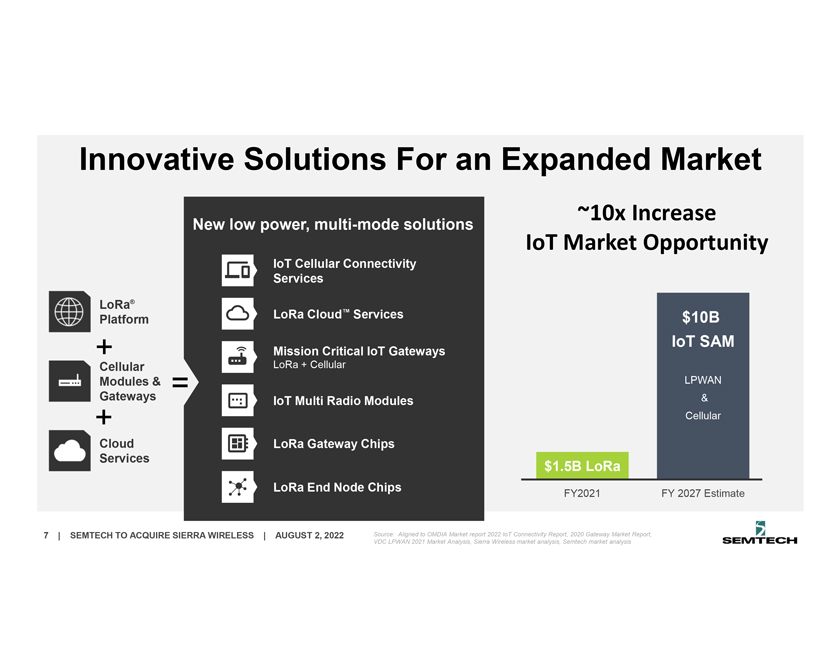 Innovative Solutions For an Expanded Market
LoRa®
Platform
+
Cellular
Modules &
Gateways
+
Cloud
Services
=
New low power, multi-mode solutions
IoT Cellular Connectivity
Services
LoRa Cloud™ Services
Mission Critical IoT Gateways
LoRa + Cellular
IoT Multi Radio Modules
LoRa Gateway Chips
LoRa End Node Chips
~10x Increase
IoT Market Opportunity
$1.5B LoRa
$10B
IoT SAM
LPWAN
&
Cellular
FY2021
FY 2027 Estimate
7 | SEMTECH TO ACQUIRE SIERRA WIRELESS | AUGUST 2, 2022
Source: Aligned to OMDIA Market report 2022 IoT Connectivity Report, 2020 Gateway Market Report,
VDC LPWAN 2021 Market Analysis, Sierra Wireless market analysis, Semtech market analysis
SEMTECH